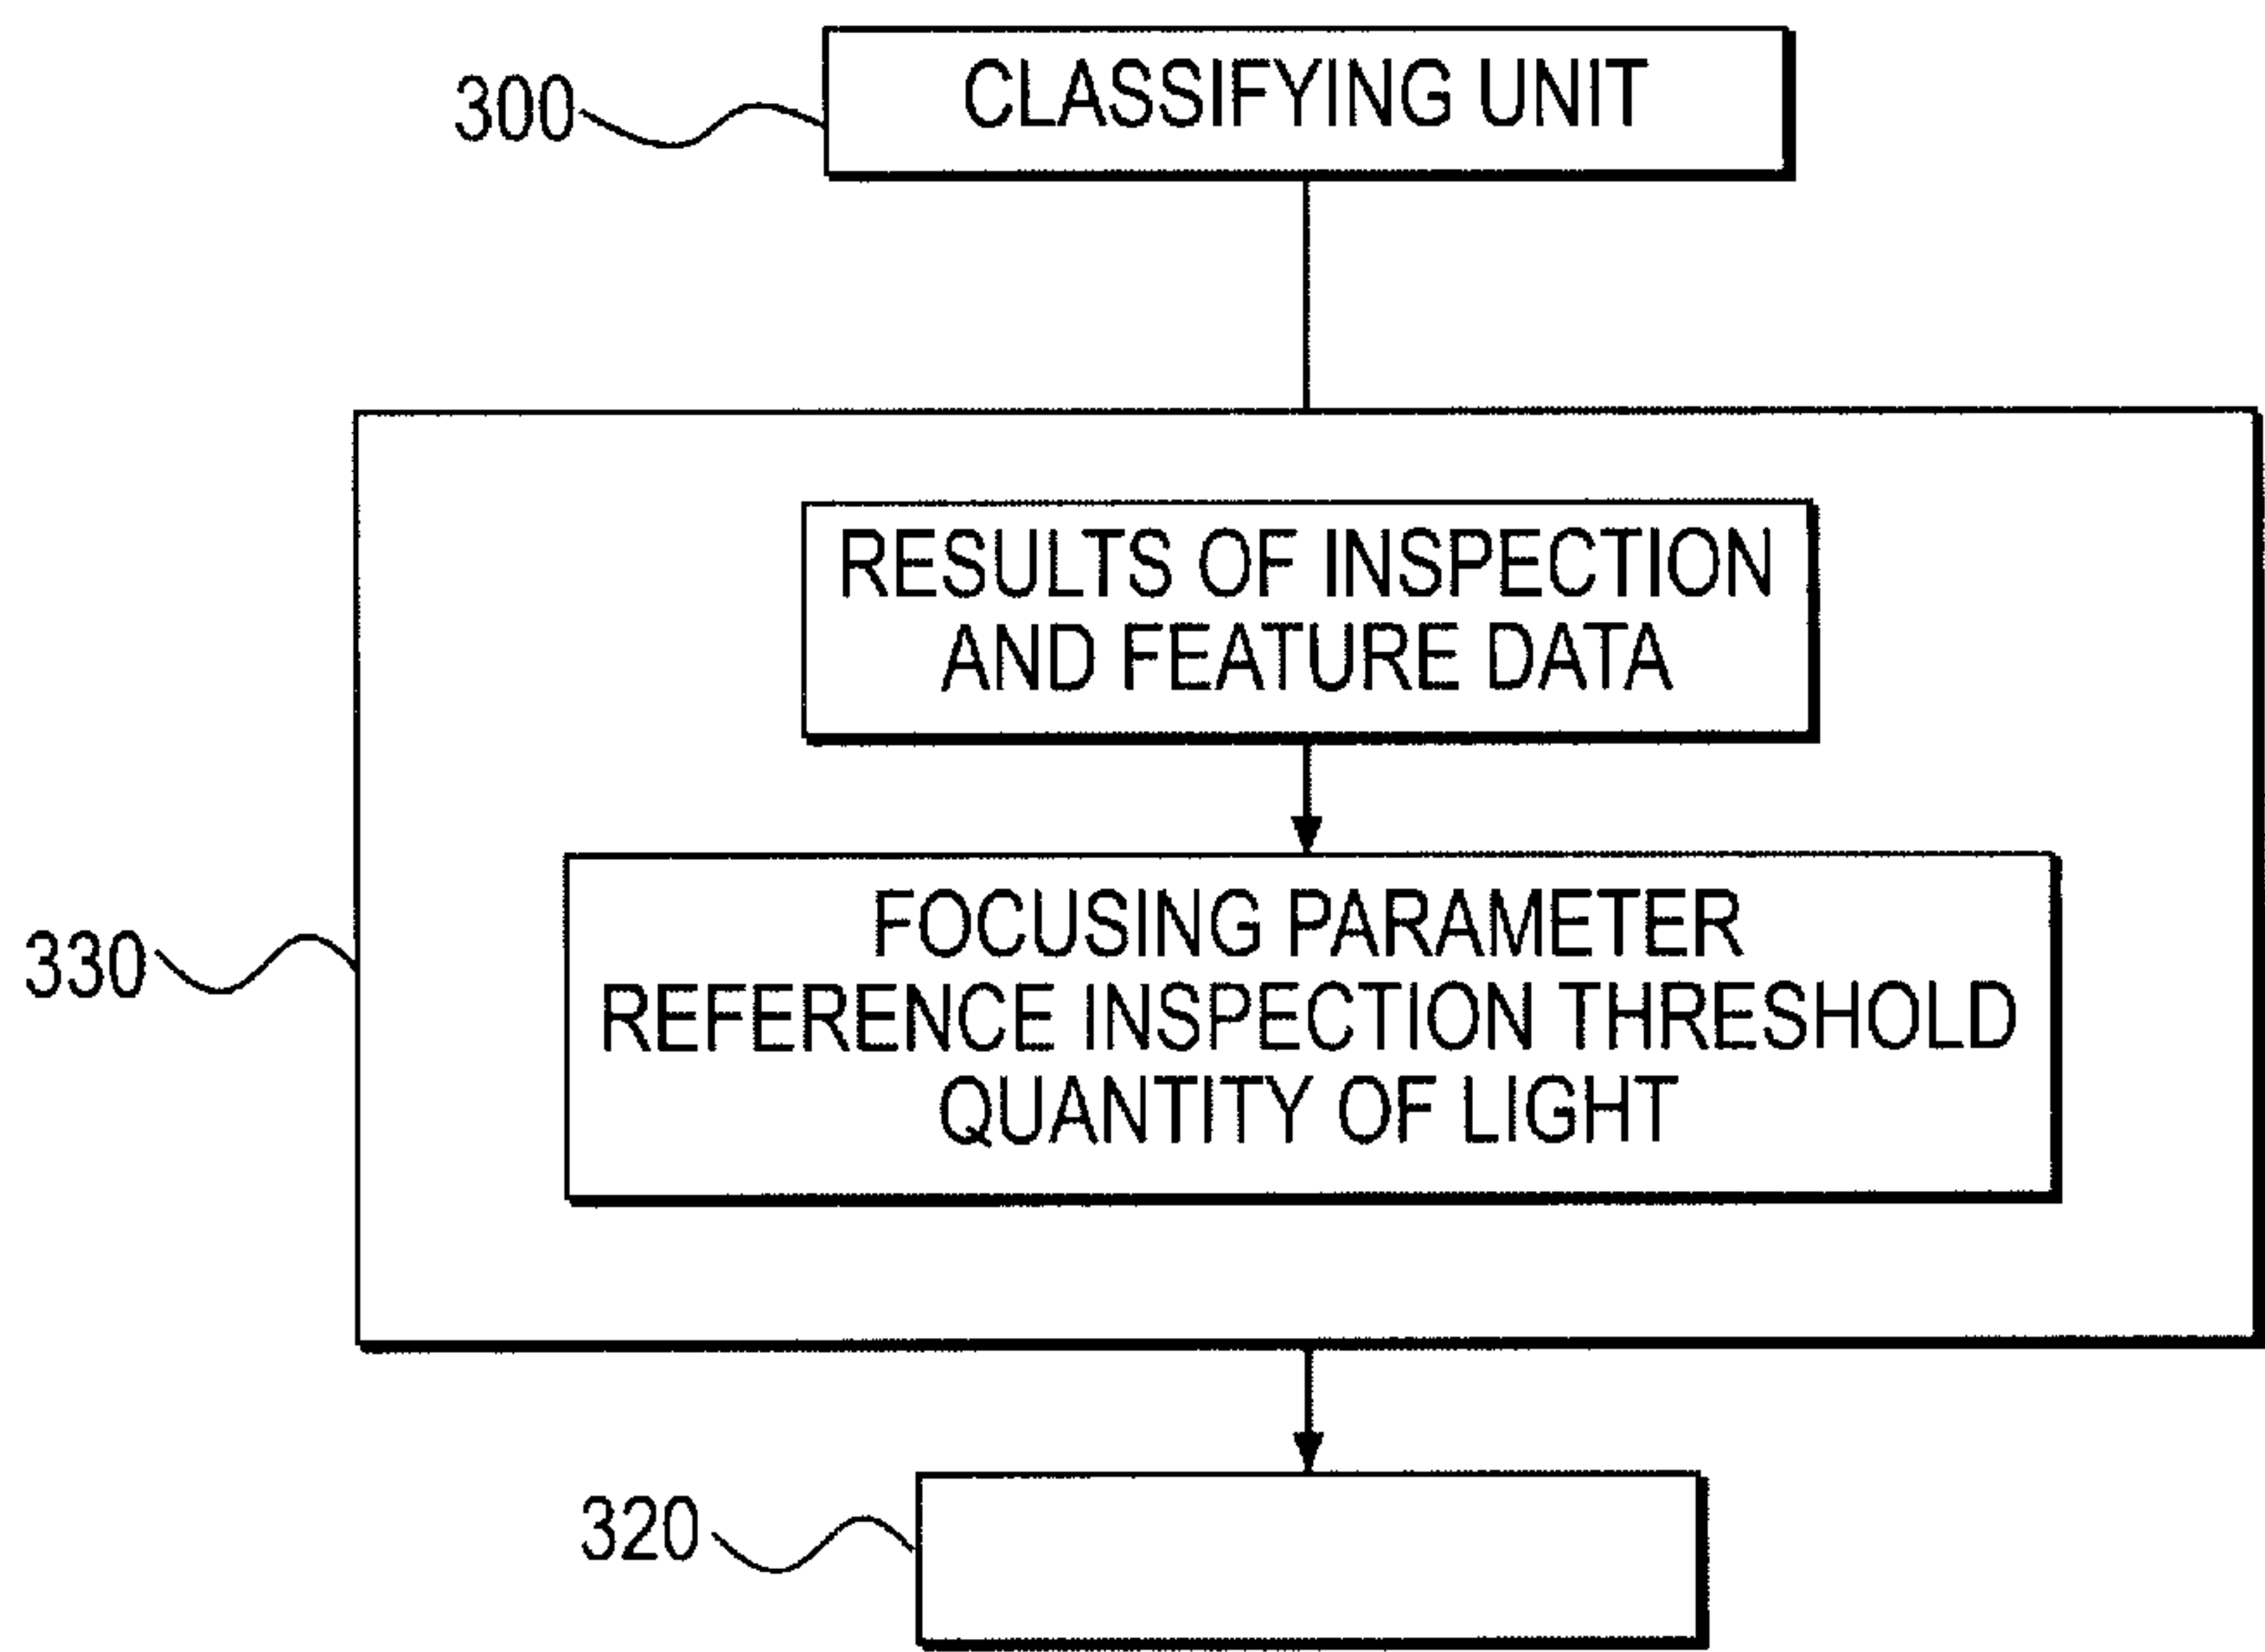 300
CLASSIFYING UNIT
RESULTS OF INSPECTION
AND FEATURE DATA
330
FOCUSING PARAMETER
REFERENCE INSPECTION THRESHOLD
QUANTITY OF LIGHT
320